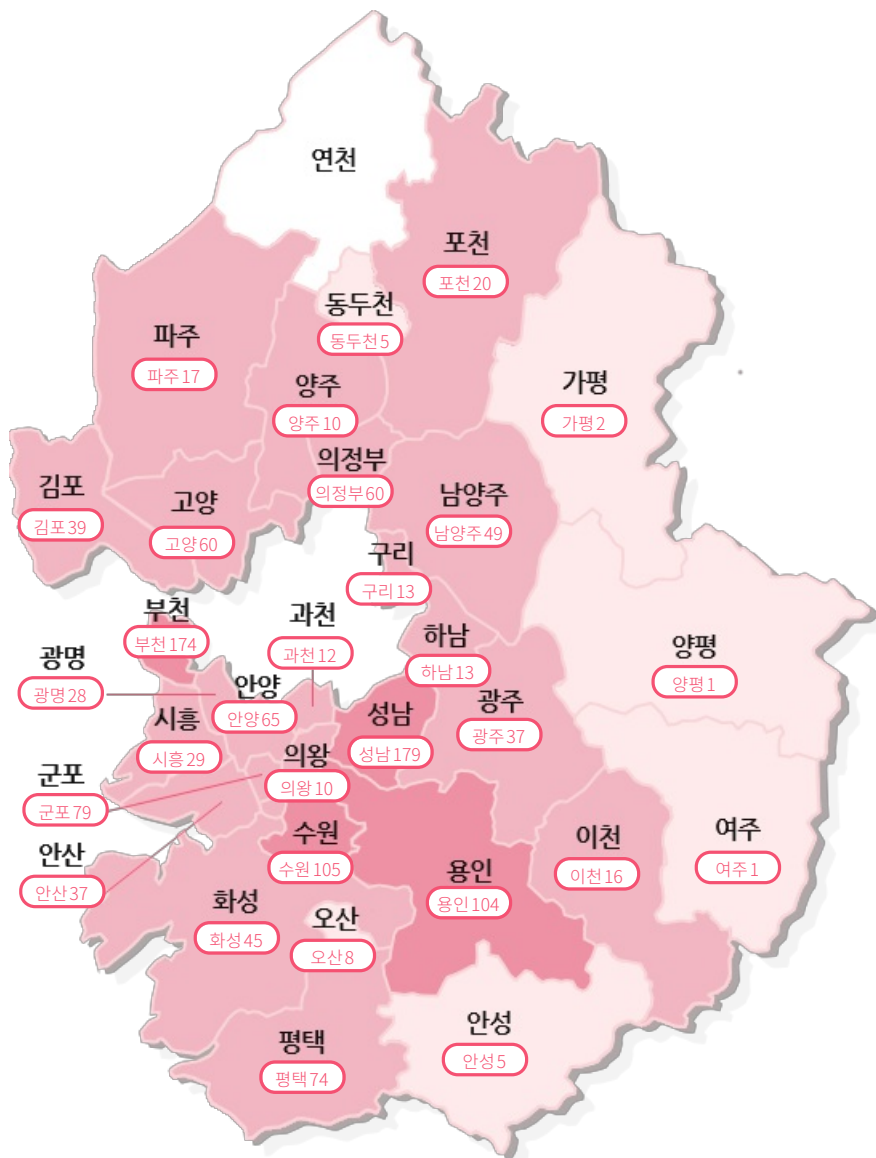 연천
포천
포천20
동두천
동두천5
파주
파주17
양주
양주10
가평
가평2
의정부
의정부60
김포
김포39
고양
고양60
남양주
남양주49
구리
구리13
부천
부천174
과천
과천12
하남
하남13
양평
양평1
광명
광명28
안양
안양65
시흥
시흥29
성남
성남179
광주
광주37
의왕
의왕10
군포
군포79
수원
수원105
이천
이천16
여주
여주1
안산
안산37
용인
용인104
화성
화성45
오산
오산8
안성
안성5
평택
평택74